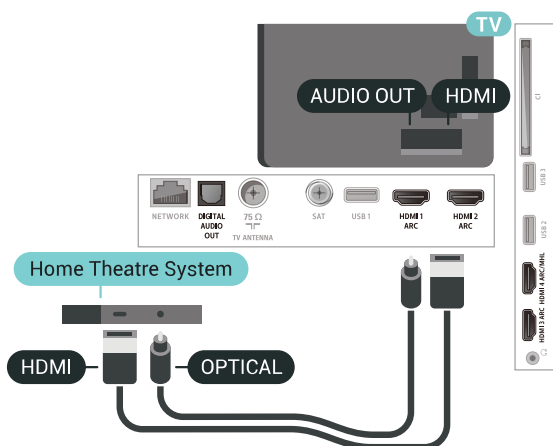 TV
AUDIO OUT
HDMI
CI
USB 3
USB 2
HDMI 4 ARC/MHL
HDMI 3 ARC
NETWORK
DIGITAL
AUDIO
OUT
75 Ω
TV ANTENNA
SAT
USB 1
HDMI 1
ARC
HDMI 2
ARC
Home Theatre System
HDMI
OPTICAL